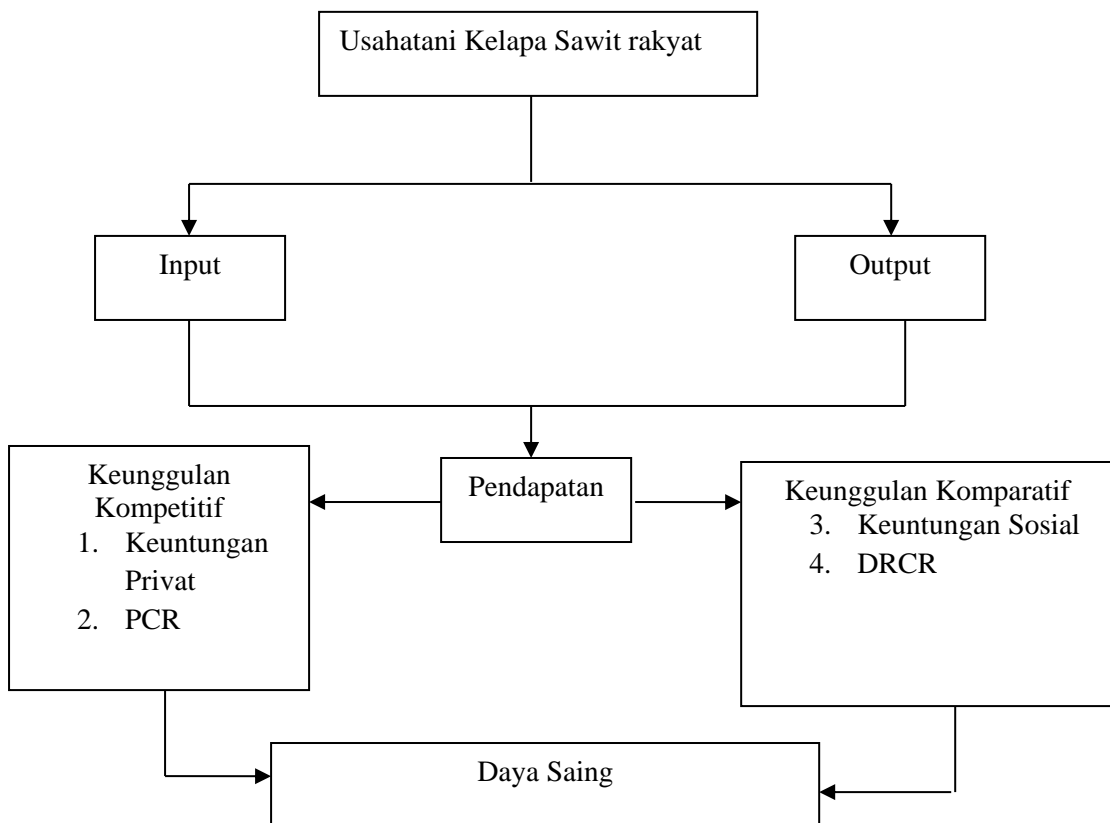 Usahatani Kelapa Sawit rakyat
Input
Output
Pendapatan
Keunggulan
Kompetitif
1. Keuntungan
Privat
2. PCR
Keunggulan Komparatif
3. Keuntungan Sosial
4. DRCR
Daya Saing